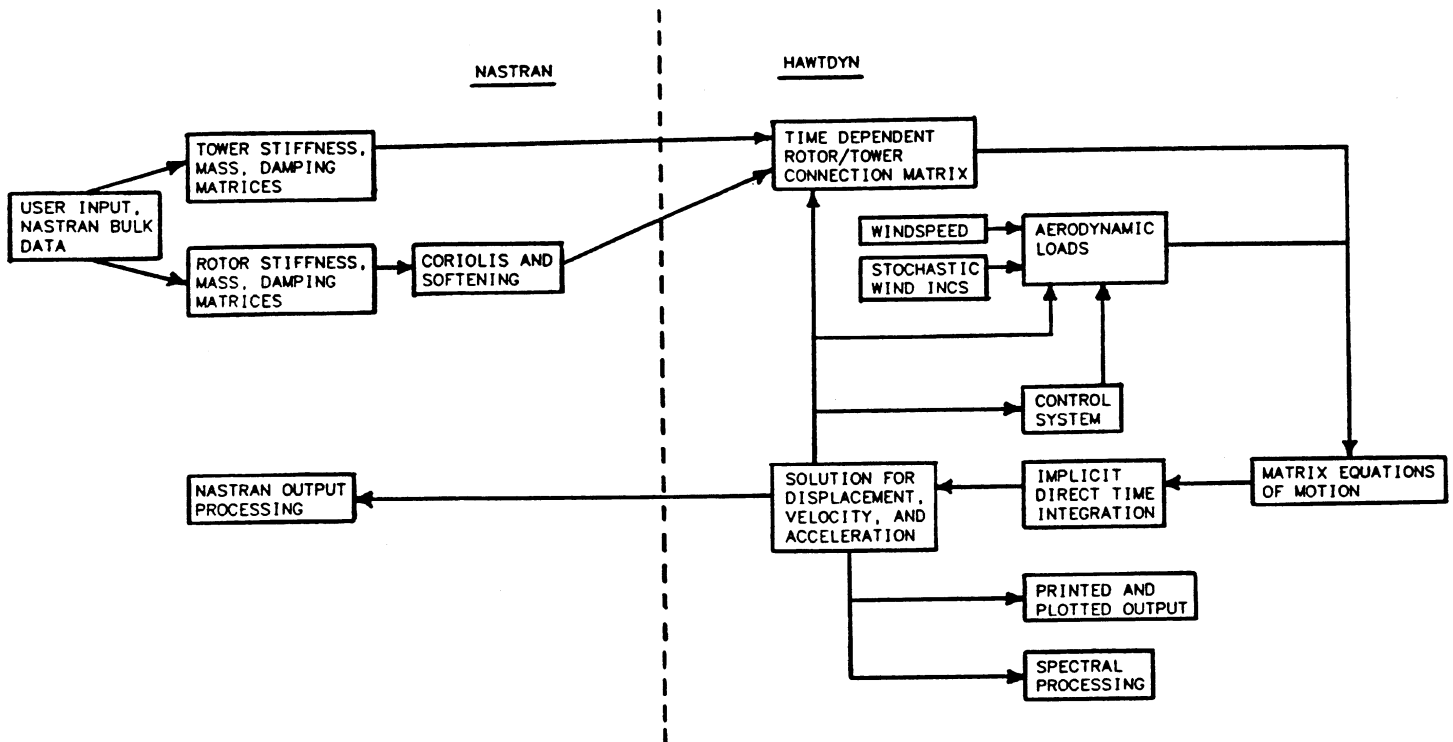 NASTRAN
HAWTDYN
USER INPUT,
NASTRAN BULK
DATA
TOWER STIFFNESS,
MASS, DAMPING
MATRICES
ROTOR STIFFNESS,
MASS, DAMPING
MATRICES
CORIOLIS AND
SOFTENING
TIME DEPENDENT
ROTOR/TOWER
CONNECTION MATRIX
WINDSPEED
STOCHASTIC
WIND INCS
AERODYNAMIC
LOADS
CONTROL
SYSTEM
MATRIX EQUATIONS
OF MOTION
IMPLICIT
DIRECT TIME
INTEGRATION
SOLUTION FOR
DISPLACEMENT,
VELOCITY, AND
ACCELERATION
NASTRAN OUTPUT
PROCESSING
PRINTED AND
PLOTTED OUTPUT
SPECTRAL
PROCESSING